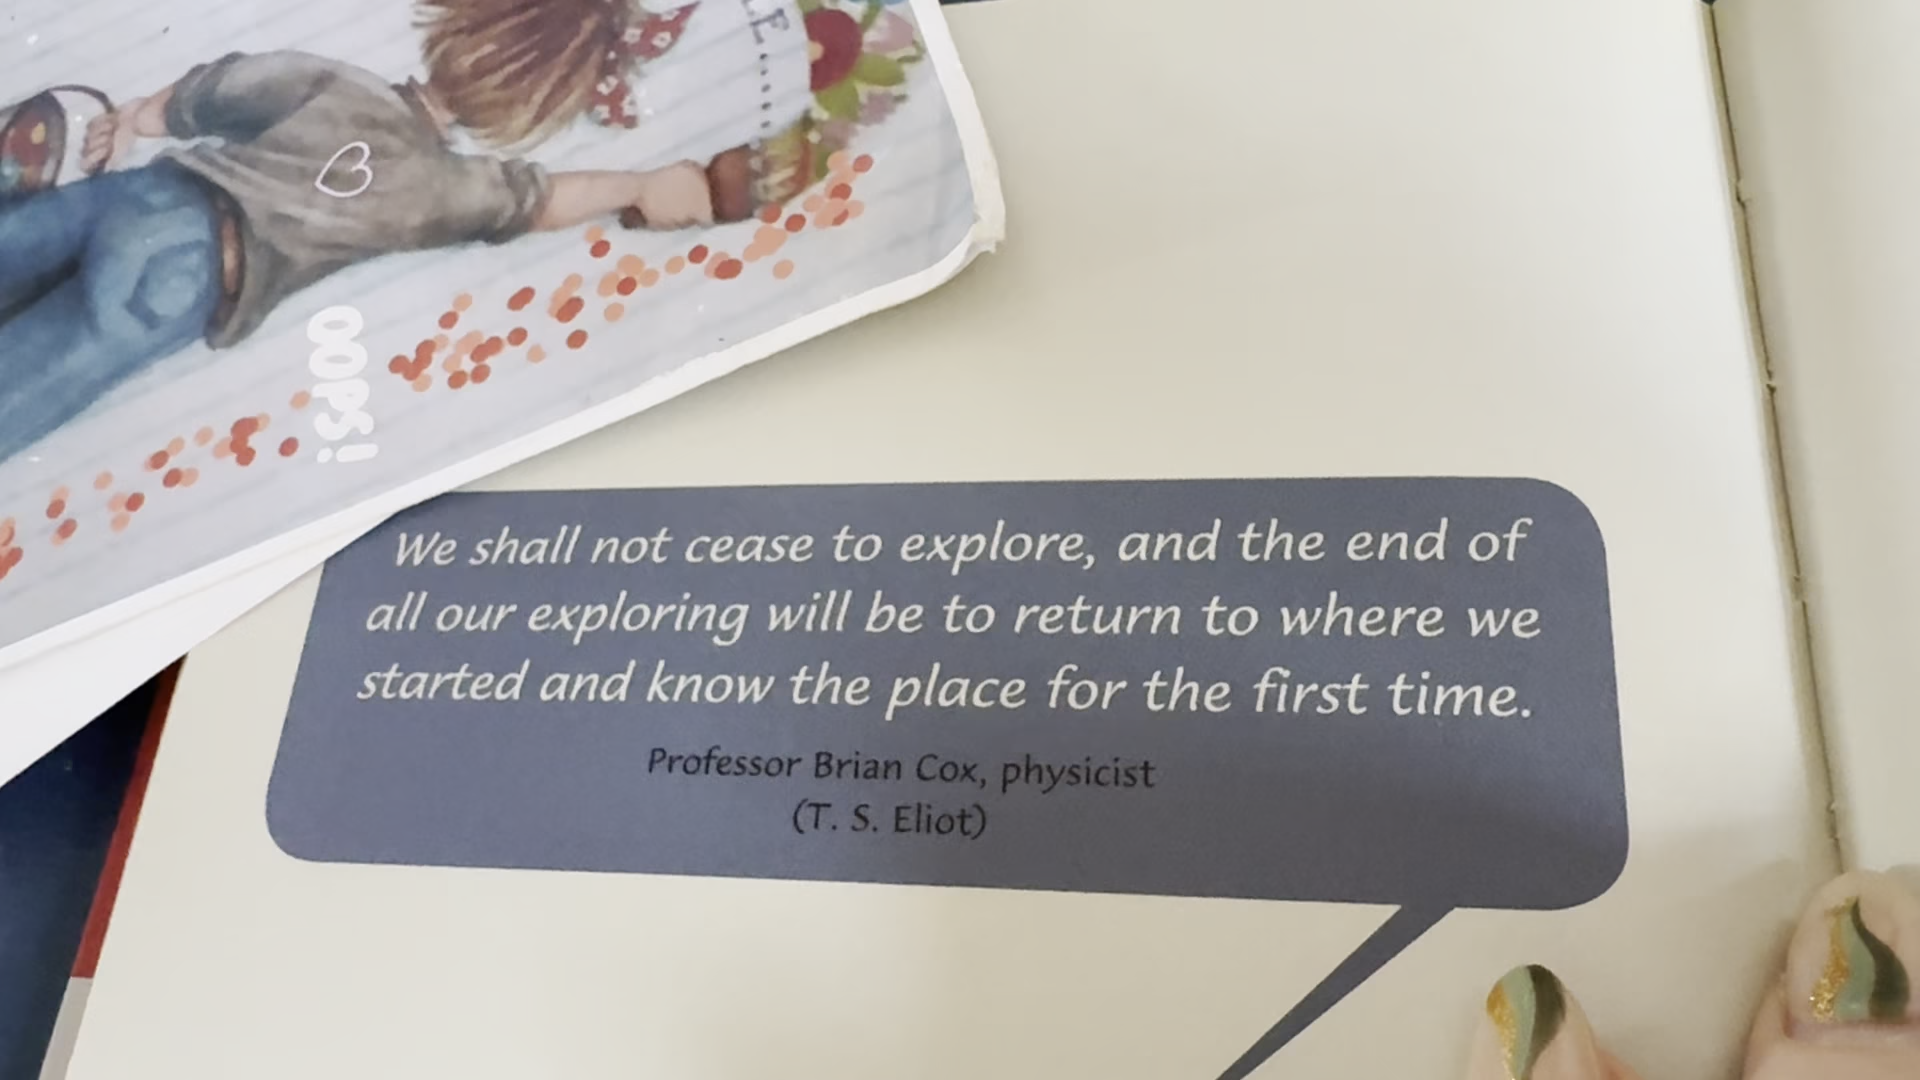 OOPS!
We shall not cease to explore, and the end of
all our exploring will be to return to where we
started and know the place for the first time.
Professor Brian Cox, physicist
(T. S. Eliot)